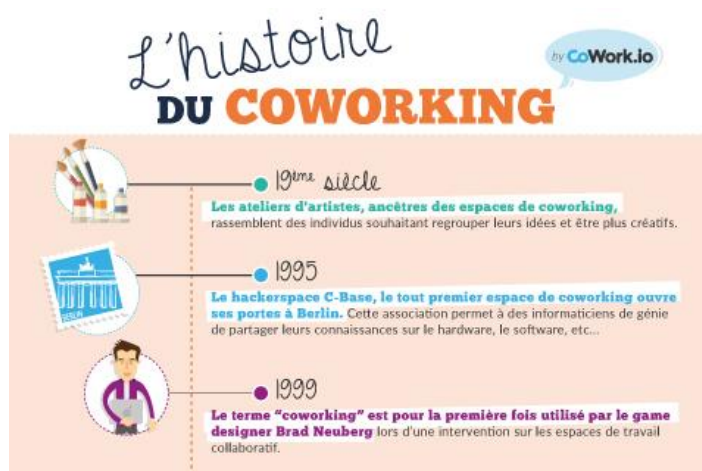 L'histoire
by CoWork.io
DU COWORKING
19ème siècle
Les ateliers d'artistes, ancêtres des espaces de coworking,
rassemblent des individus souhaitant regrouper leurs idées et être plus créatifs.
1995
Le hackerspace C-Base, le tout premier espace de coworking ouvre
ses portes à Berlin. Cette association permet à des informaticiens de génie
de partager leurs connaissances sur le hardware, le software, etc...
BERLIN
1999
Le terme "coworking" est pour la première fois utilisé par le game
designer Brad Neuberg lors d'une intervention sur les espaces de travail
collaboratif.